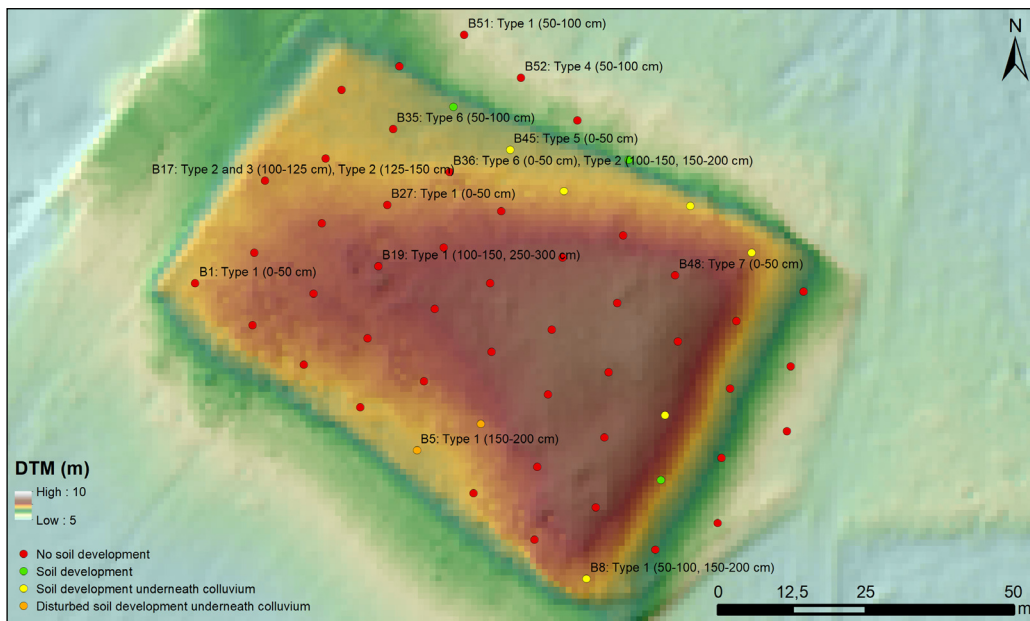 B51: Type 1 (50-100 cm)
N
B52: Type 4 (50-100 cm)
B35: Type 6 (50-100 cm)
B45: Type 5 (0-50 cm)
B36: Type 6 (0-50 cm), Type 2 (100-150, 150-200 cm)
B17: Type 2 and 3 (100-125 cm), Type 2 (125-150 cm)
B27: Type 1 (0-50 cm)
B19: Type 1 (100-150, 250-300 cm)
B48: Type 7 (0-50 cm)
B1: Type 1 (0-50 cm)
B5: Type 1 (150-200 cm)
DTM (m)
High : 10
Low : 5
No soil development
Soil development
Soil development underneath colluvium
Disturbed soil development underneath colluvium
B8: Type 1 (50-100, 150-200 cm)
0 12,5 25 50
m